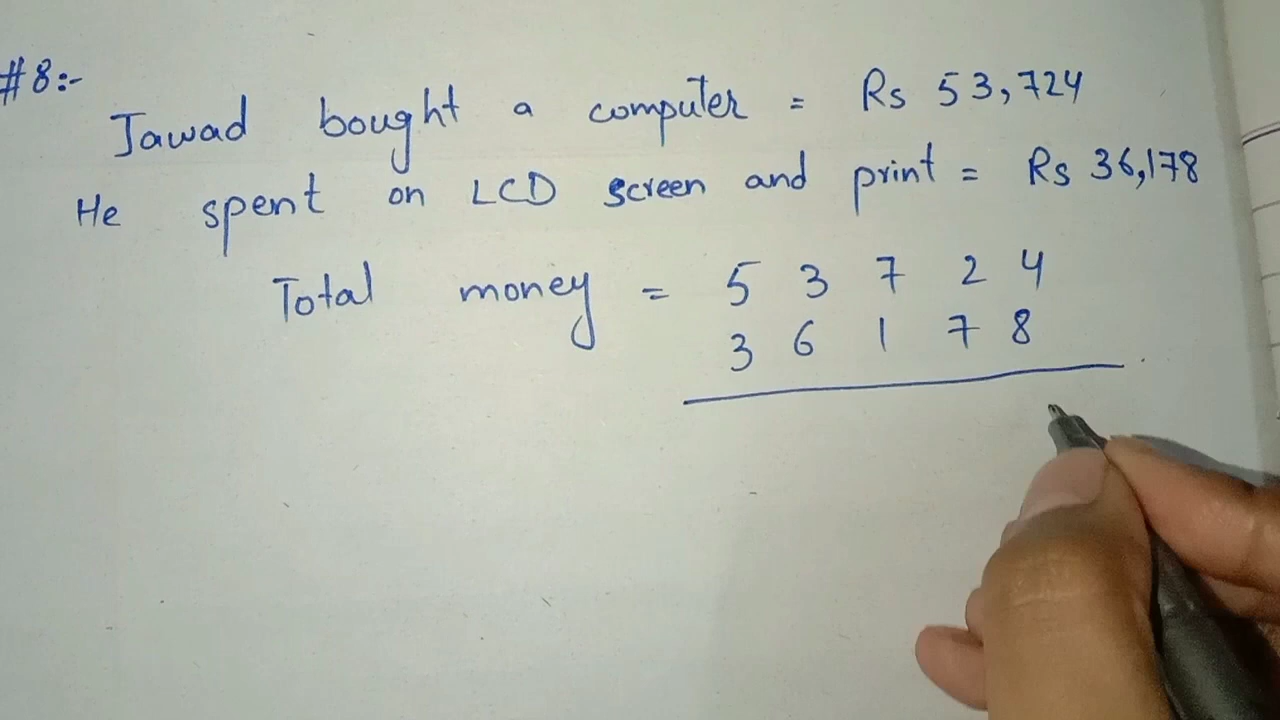 #8:-
Jawad bought a computer = Rs 53,724
He spent on LCD screen and print = Rs 36,178
Total money = 5 3 7 2 4
3 6 1 7 8